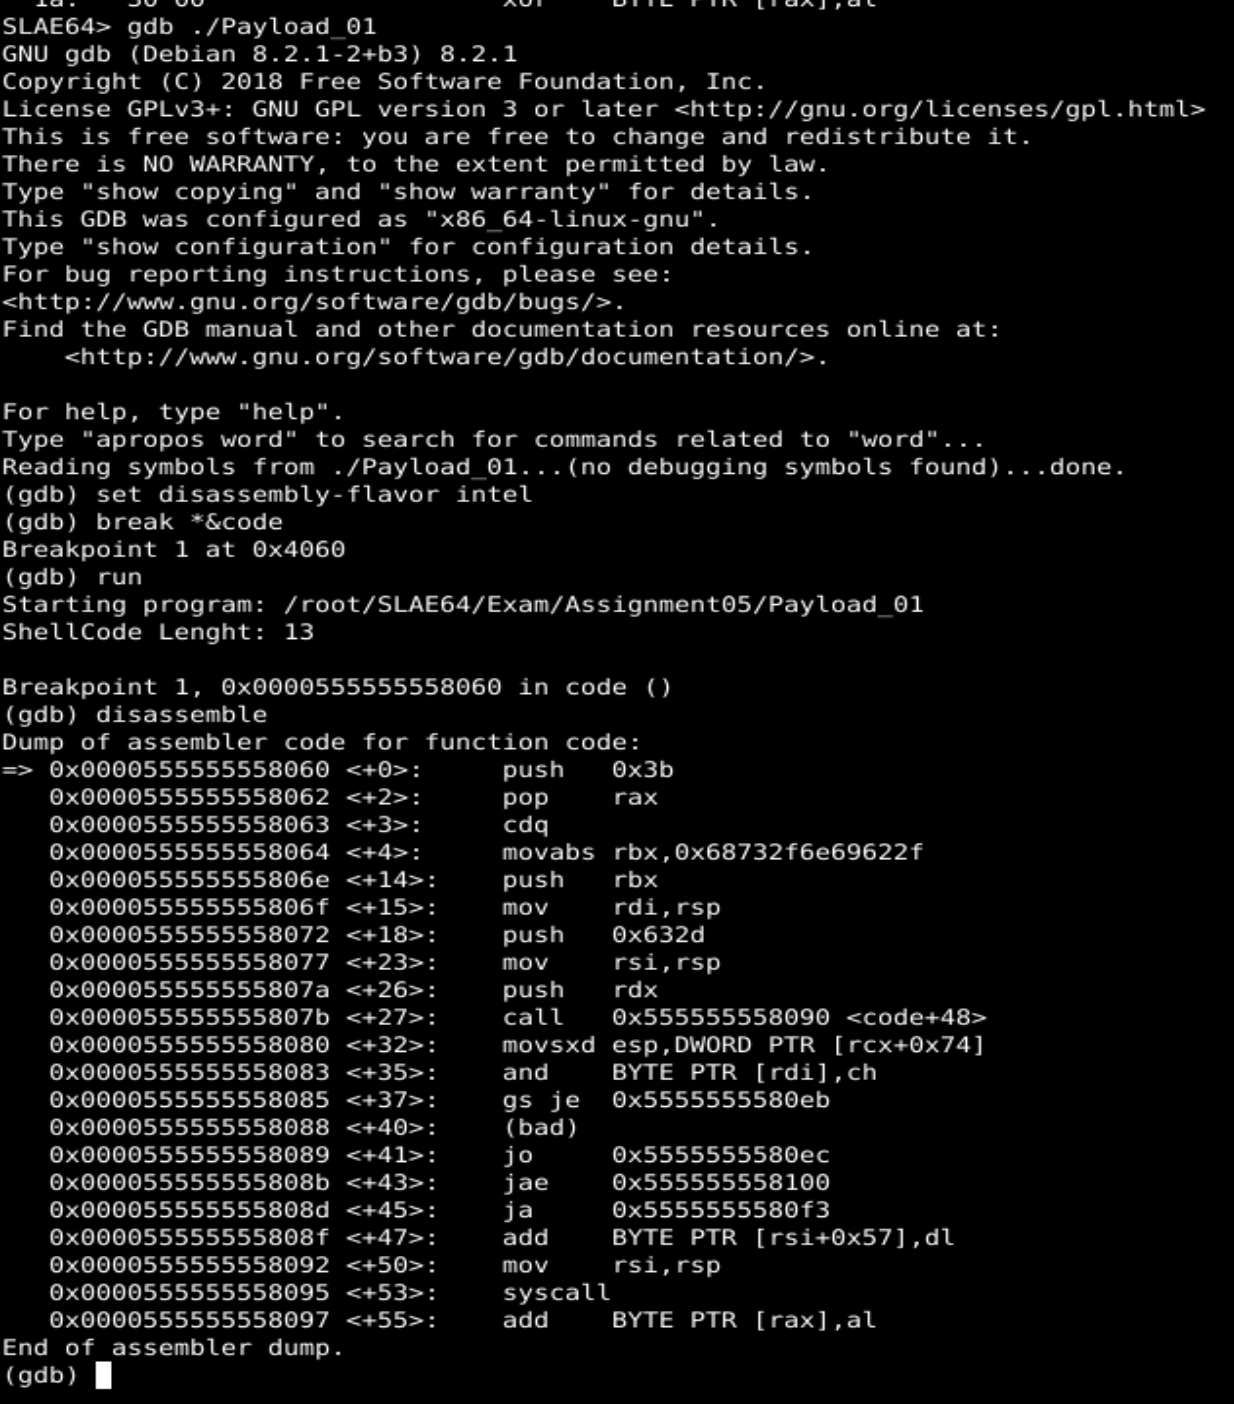 1a:   30 00                   xor    BYTE PTR [rax],al
SLAE64> gdb ./Payload_01
GNU gdb (Debian 8.2.1-2+b3) 8.2.1
Copyright (C) 2018 Free Software Foundation, Inc.
License GPLv3+: GNU GPL version 3 or later <http://gnu.org/licenses/gpl.html>
This is free software: you are free to change and redistribute it.
There is NO WARRANTY, to the extent permitted by law.
Type "show copying" and "show warranty" for details.
This GDB was configured as "x86_64-linux-gnu".
Type "show configuration" for configuration details.
For bug reporting instructions, please see:
<http://www.gnu.org/software/gdb/bugs/>.
Find the GDB manual and other documentation resources online at:
    <http://www.gnu.org/software/gdb/documentation/>.

For help, type "help".
Type "apropos word" to search for commands related to "word"...
Reading symbols from ./Payload_01...(no debugging symbols found)...done.
(gdb) set disassembly-flavor intel
(gdb) break *&code
Breakpoint 1 at 0x4060
(gdb) run
Starting program: /root/SLAE64/Exam/Assignment05/Payload_01
ShellCode Lenght: 13

Breakpoint 1, 0x0000555555558060 in code ()
(gdb) disassemble
Dump of assembler code for function code:
=> 0x0000555555558060 <+0>:     push   0x3b
   0x0000555555558062 <+2>:     pop    rax
   0x0000555555558063 <+3>:     cdq
   0x0000555555558064 <+4>:     movabs rbx,0x68732f6e69622f
   0x000055555555806e <+14>:    push   rbx
   0x000055555555806f <+15>:    mov    rdi,rsp
   0x0000555555558072 <+18>:    push   0x632d
   0x0000555555558077 <+23>:    mov    rsi,rsp
   0x000055555555807a <+26>:    push   rdx
   0x000055555555807b <+27>:    call   0x555555558090 <code+48>
   0x0000555555558080 <+32>:    movsxd esp,DWORD PTR [rcx+0x74]
   0x0000555555558083 <+35>:    and    BYTE PTR [rdi],ch
   0x0000555555558085 <+37>:    gs je  0x5555555580eb
   0x0000555555558088 <+40>:    (bad)
   0x0000555555558089 <+41>:    jo     0x5555555580ec
   0x000055555555808b <+43>:    jae    0x555555558100
   0x000055555555808d <+45>:    ja     0x5555555580f3
   0x000055555555808f <+47>:    add    BYTE PTR [rsi+0x57],dl
   0x0000555555558092 <+50>:    mov    rsi,rsp
   0x0000555555558095 <+53>:    syscall
   0x0000555555558097 <+55>:    add    BYTE PTR [rax],al
End of assembler dump.
(gdb)